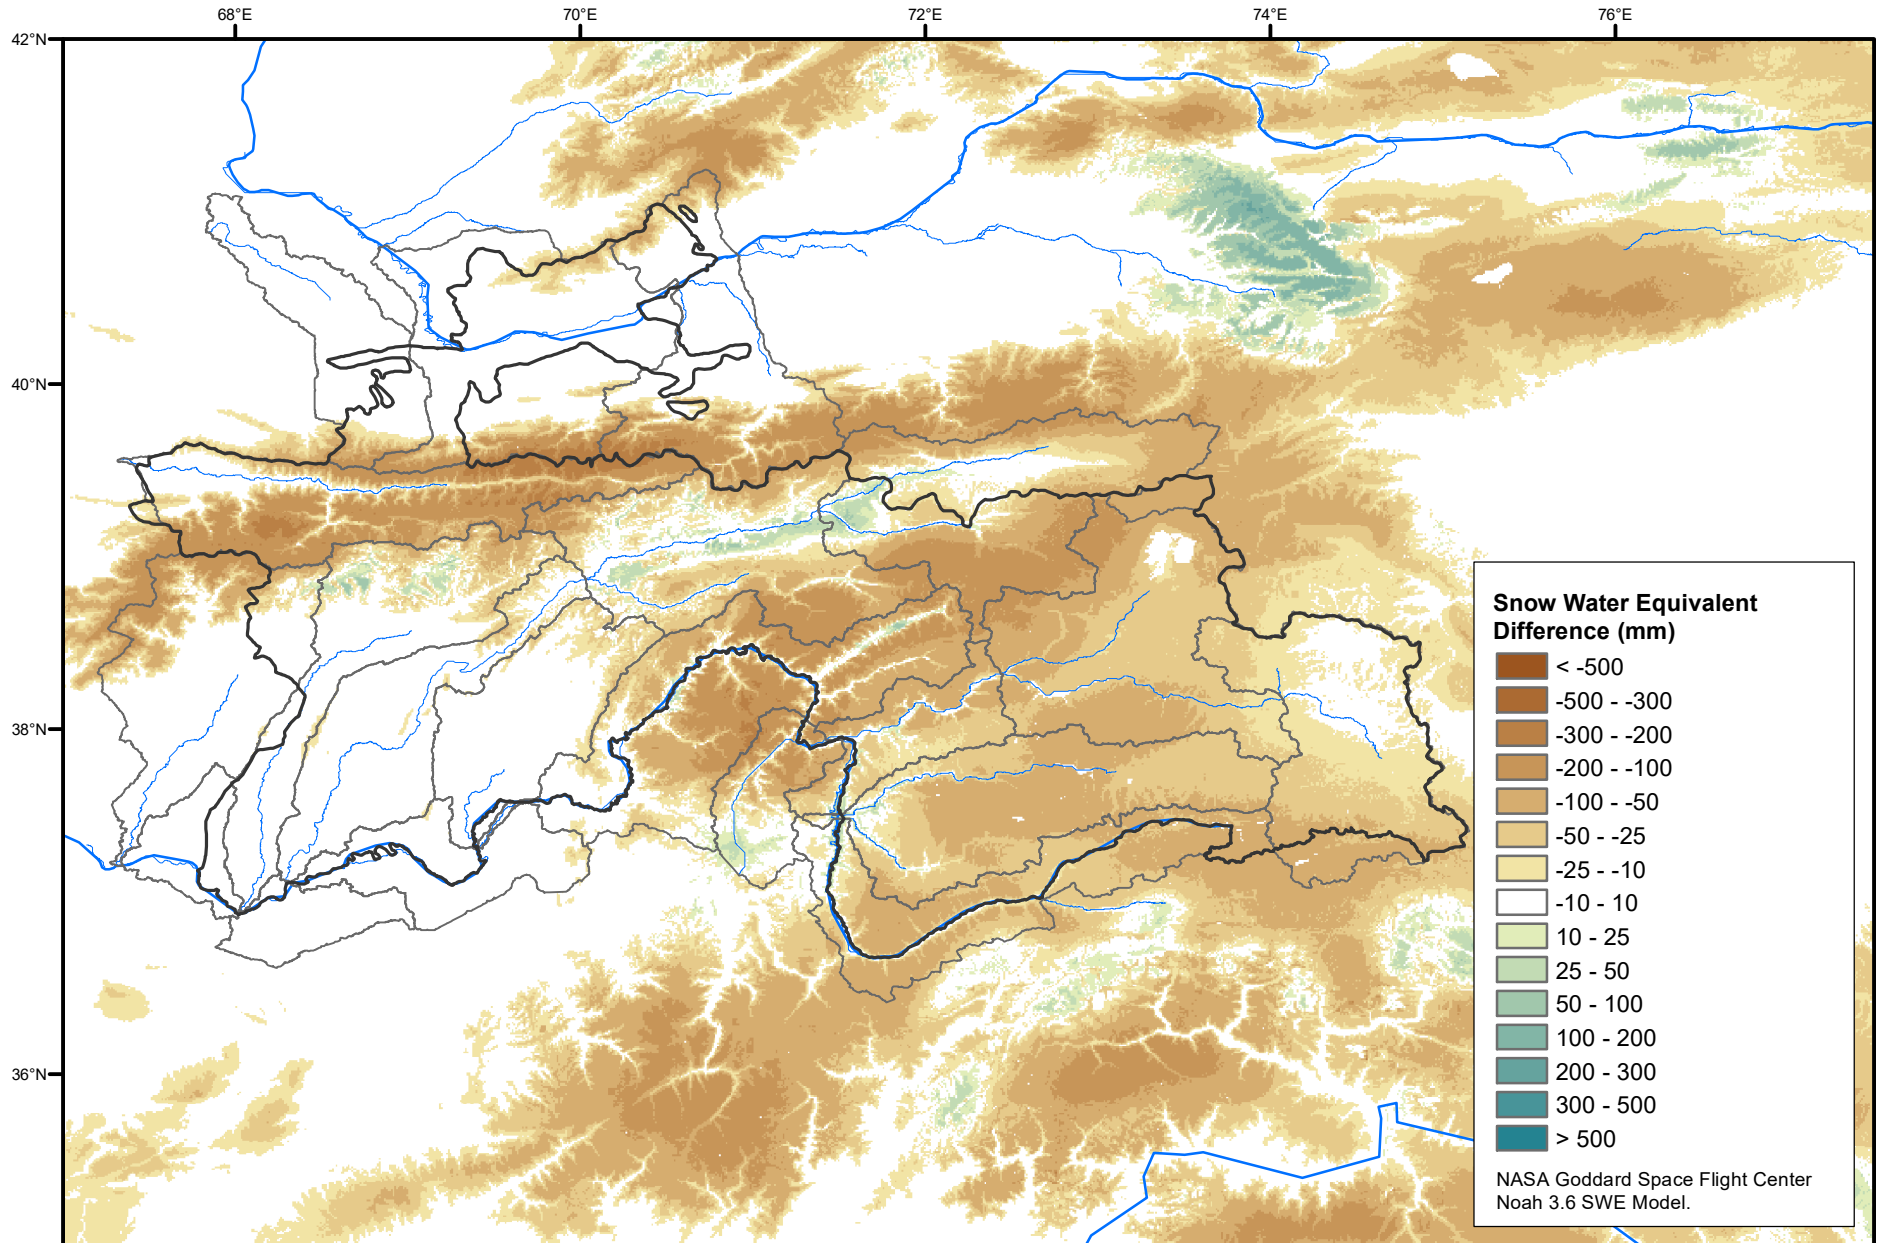 68°E 70°E 72°E 74°E 76°E
42°N
40°N
38°N
36°N
Snow Water Equivalent
Difference (mm)
< -500
-500 - -300
-300 - -200
-200 - -100
-100 - -50
-50 - -25
-25 - -10
-10 - 10
10 - 25
25 - 50
50 - 100
100 - 200
200 - 300
300 - 500
> 500
NASA Goddard Space Flight Center
Noah 3.6 SWE Model.